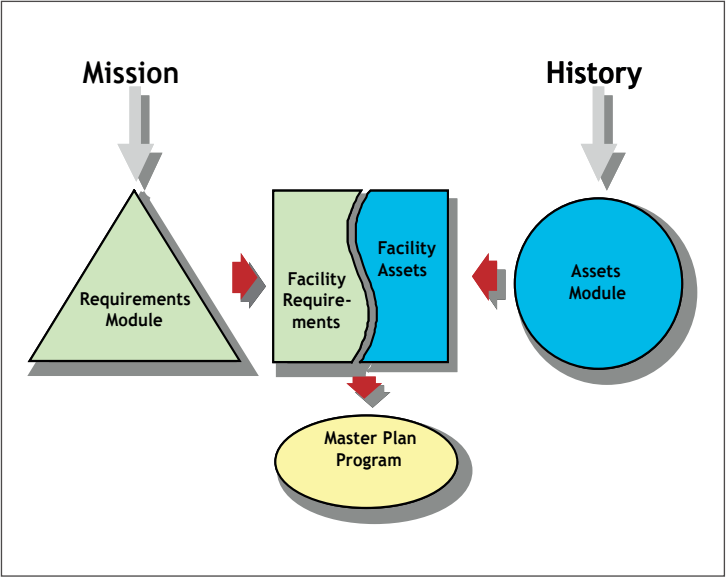 Mission
History
Requirements
Module
Facility
Require-
ments
Facility
Assets
Assets
Module
Master Plan
Program